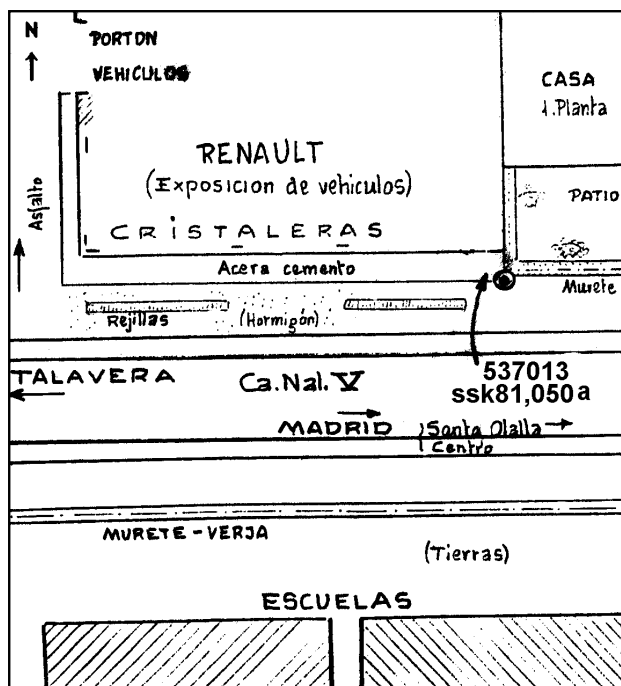 N
PORTON
VEHICULOS
CASA
1.Planta
RENAULT
(Exposicion de vehiculos)
PATIO
Asfalto
CRISTALERAS
Acera cemento
Murete
Rejillas
(Hormigón)
537013
ssk81,050a
TALAVERA
Ca.Nal. V
MADRID
Santa Olalla
Centro
MURETE-VERJA
(Tierras)
ESCUELAS